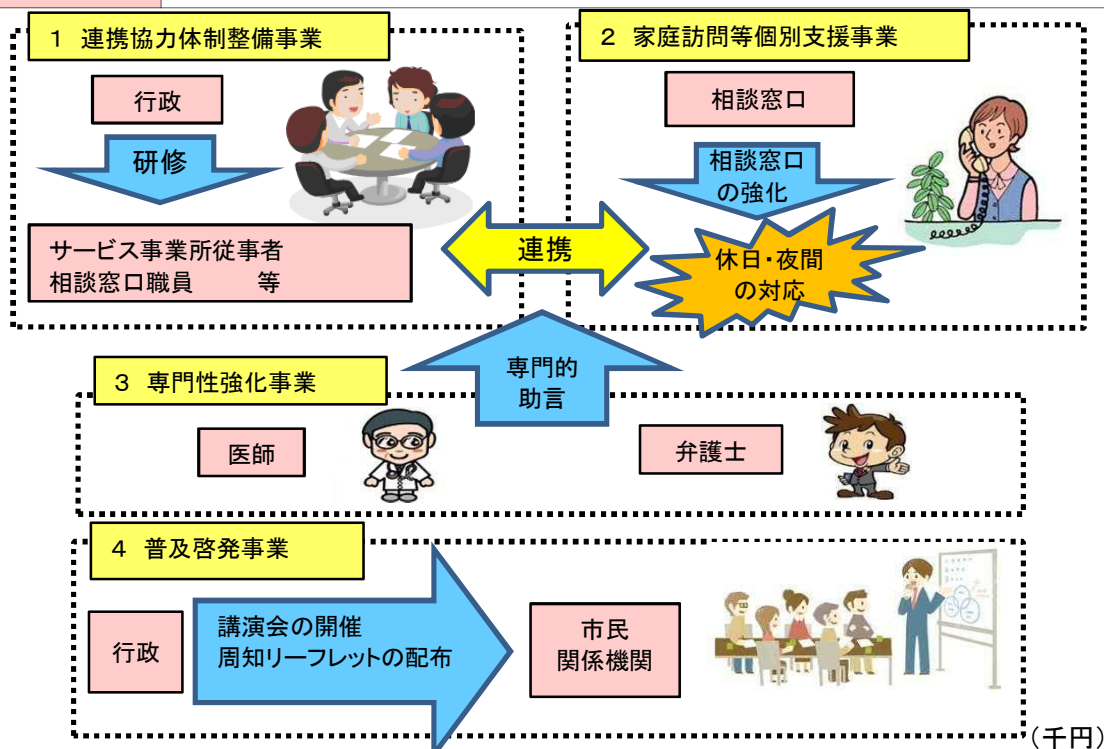 １ 連携協力体制整備事業
行政
研修
サービス事業所従事者
相談窓口職員　　等
２ 家庭訪問等個別支援事業
相談窓口
相談窓口
の強化
休日・夜間
の対応
連携
３ 専門性強化事業
専門的
助言
医師
弁護士
４ 普及啓発事業
行政
講演会の開催
周知リーフレットの配布
市民
関係機関
（千円）